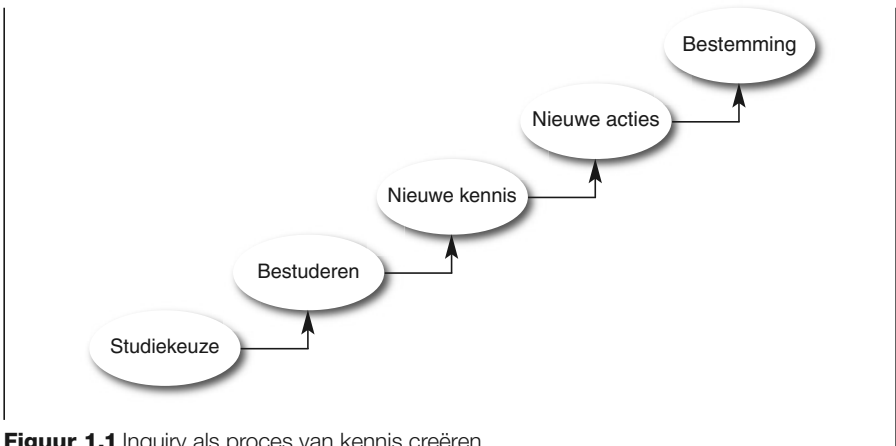 Bestemming
Nieuwe acties
Nieuwe kennis
Bestuderen
Studiekeuze
Figuur 1.1 Inquiry als proces van kennis creëren